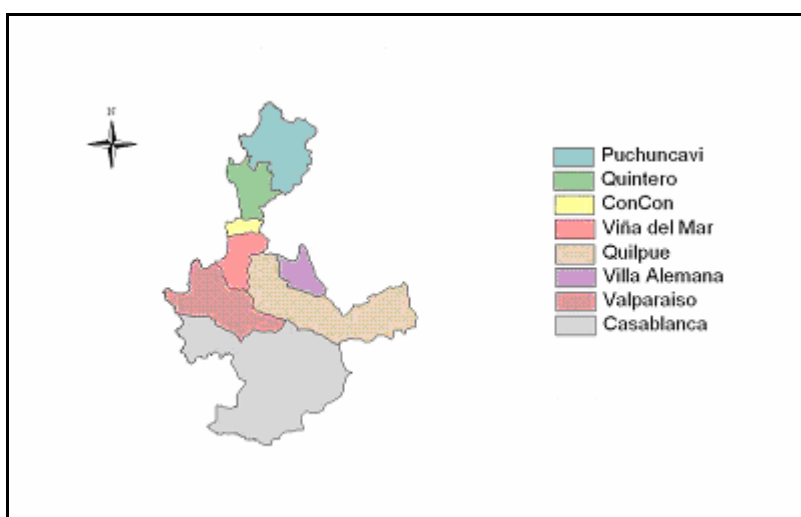 N
Puchuncavi
Quintero
ConCon
Viña del Mar
Quilpue
Villa Alemana
Valparaiso
Casablanca